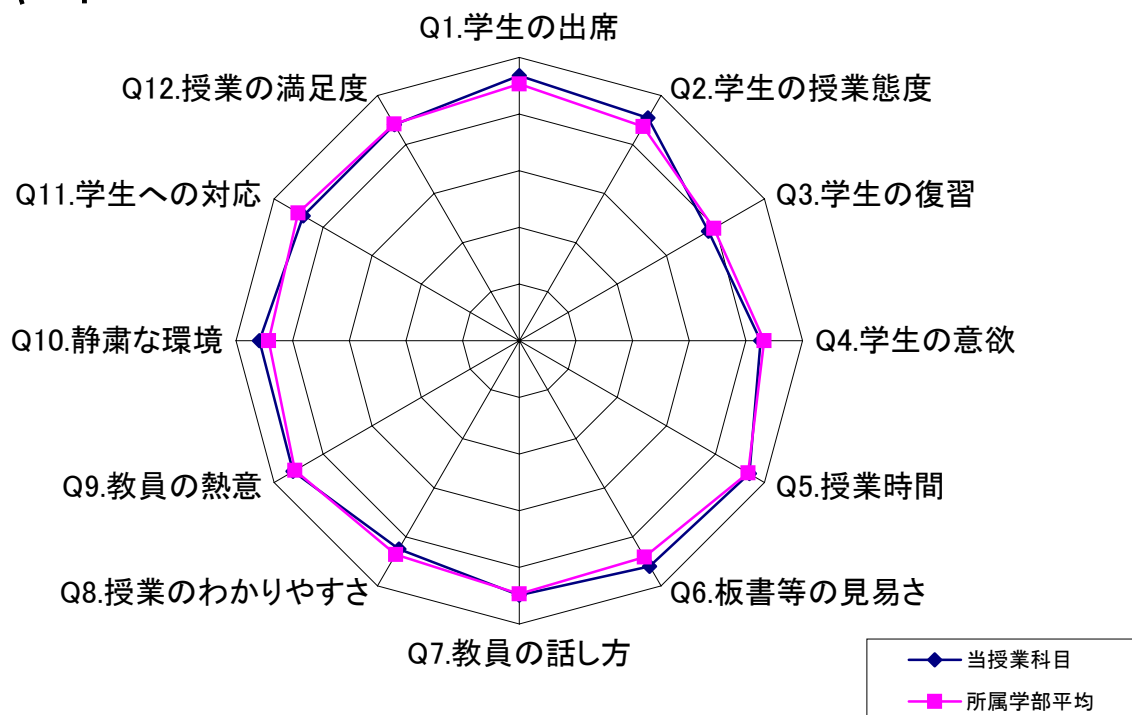 Q1.学生の出席
Q2.学生の授業態度
Q3.学生の復習
Q4.学生の意欲
Q5.授業時間
Q6.板書等の見易さ
Q7.教員の話し方
Q8.授業のわかりやすさ
Q9.教員の熱意
Q10.静粛な環境
Q11.学生への対応
Q12.授業の満足度
当授業科目
所属学部平均